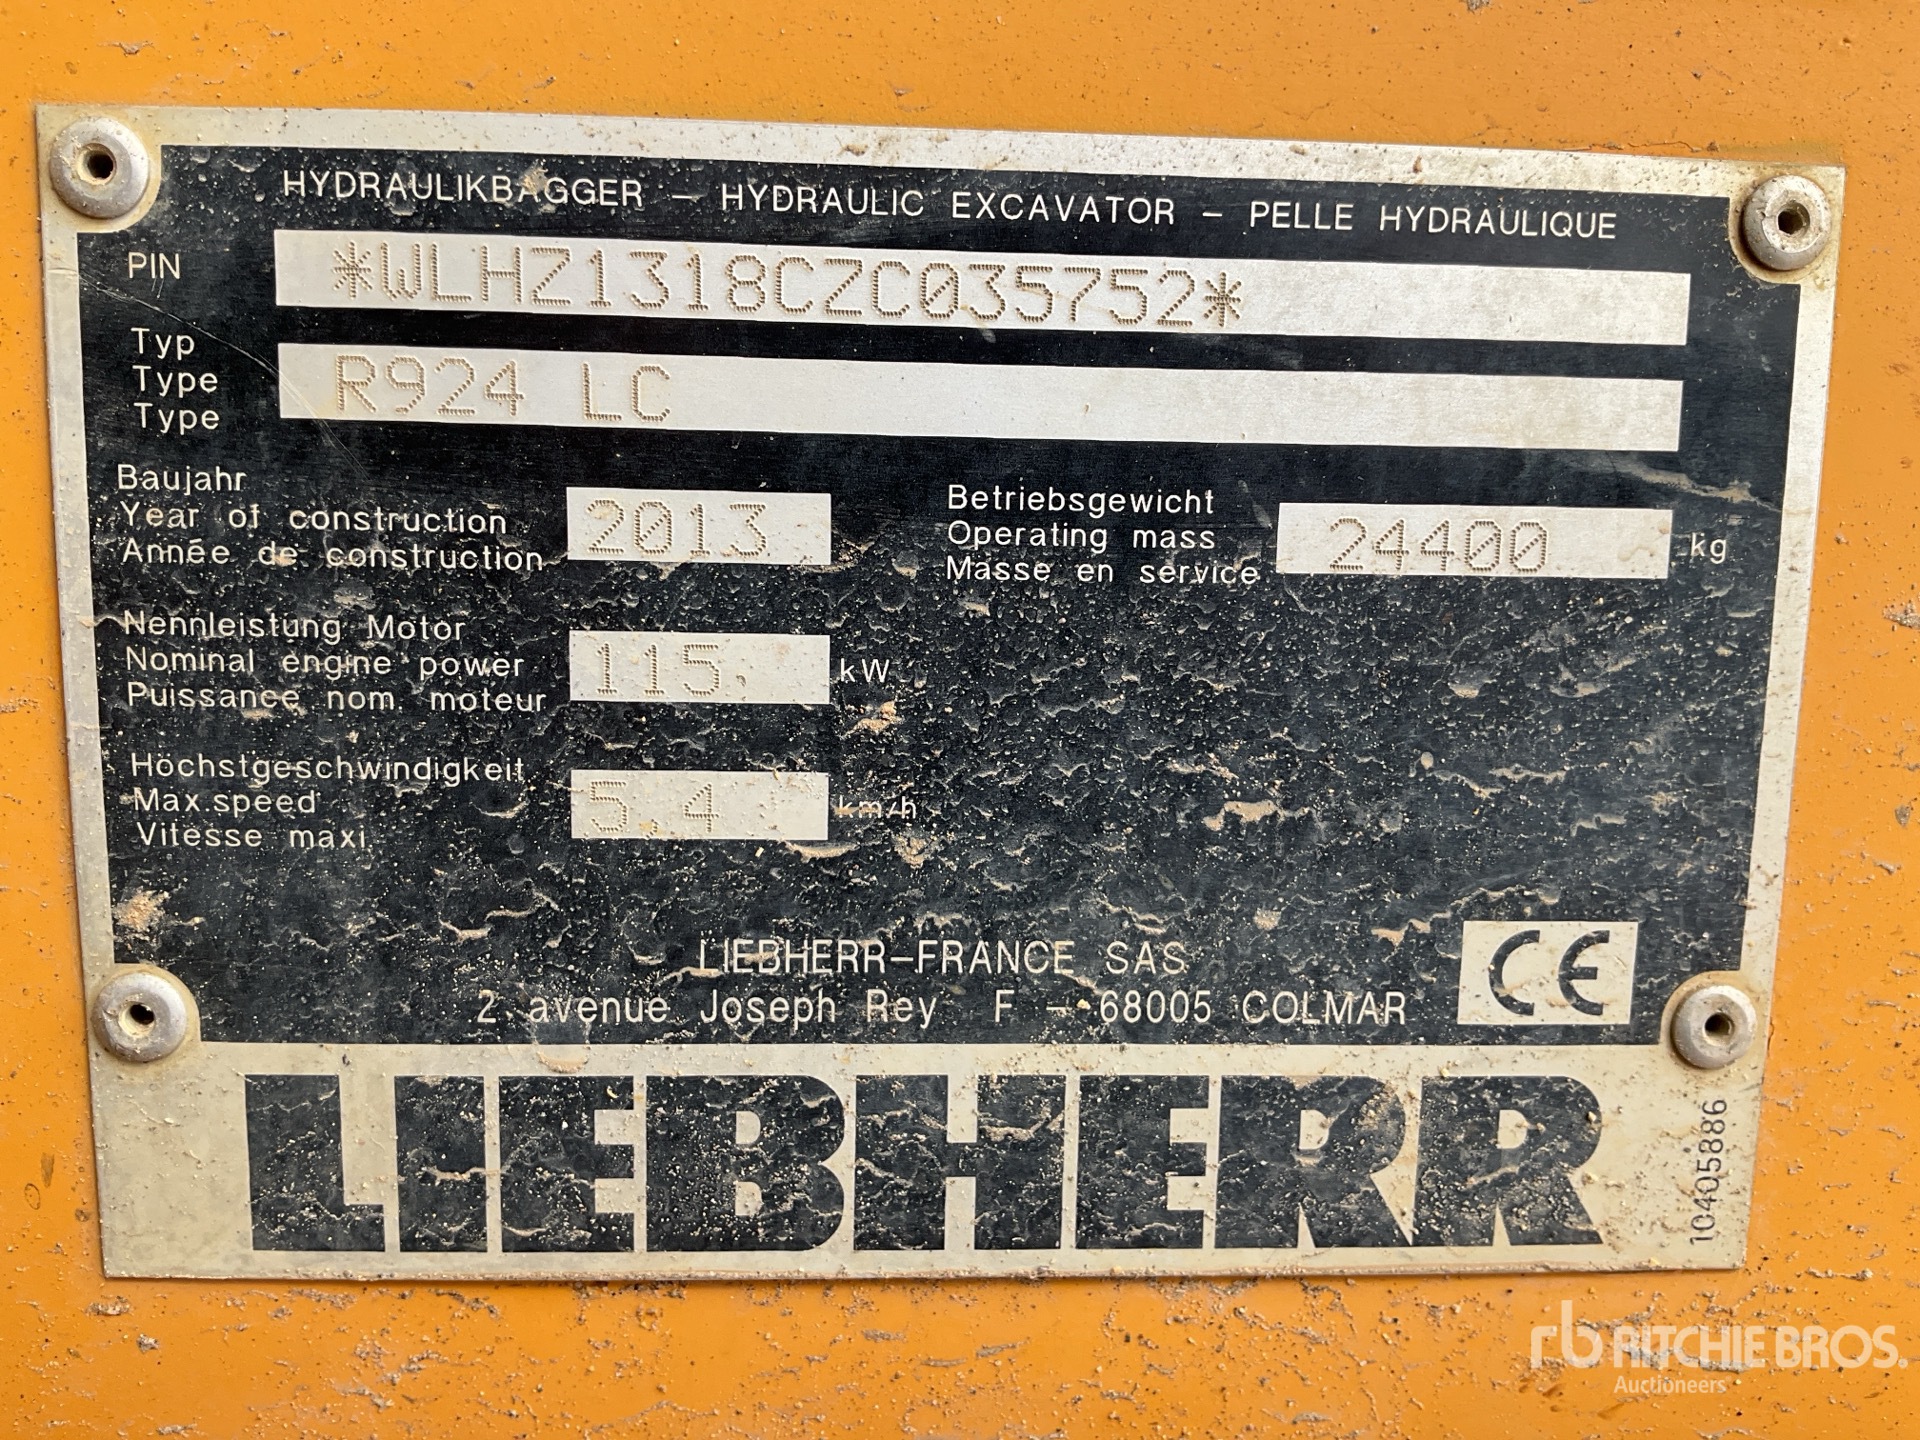 HYDRAULIKBAGGER – HYDRAULIC EXCAVATOR – PELLE HYDRAULIQUE
PIN *WLHZ1318CZC035752*
Typ
Type R924 LC
Type
Baujahr
Year of construction 2013
Année de construction
Betriebsgewicht
Operating mass 24400 kg
Masse en service
Nennleistung Motor
Nominal engine power 115 kW
Puissance nom. moteur
Höchstgeschwindigkeit
Max.speed 5.4 km/h
Vitesse maxi.
LIEBHERR-FRANCE SAS
2 avenue Joseph Rey F – 68005 COLMAR
CE
LIEBHERR
10405886
rb RITCHIE BROS.
Auctioneers